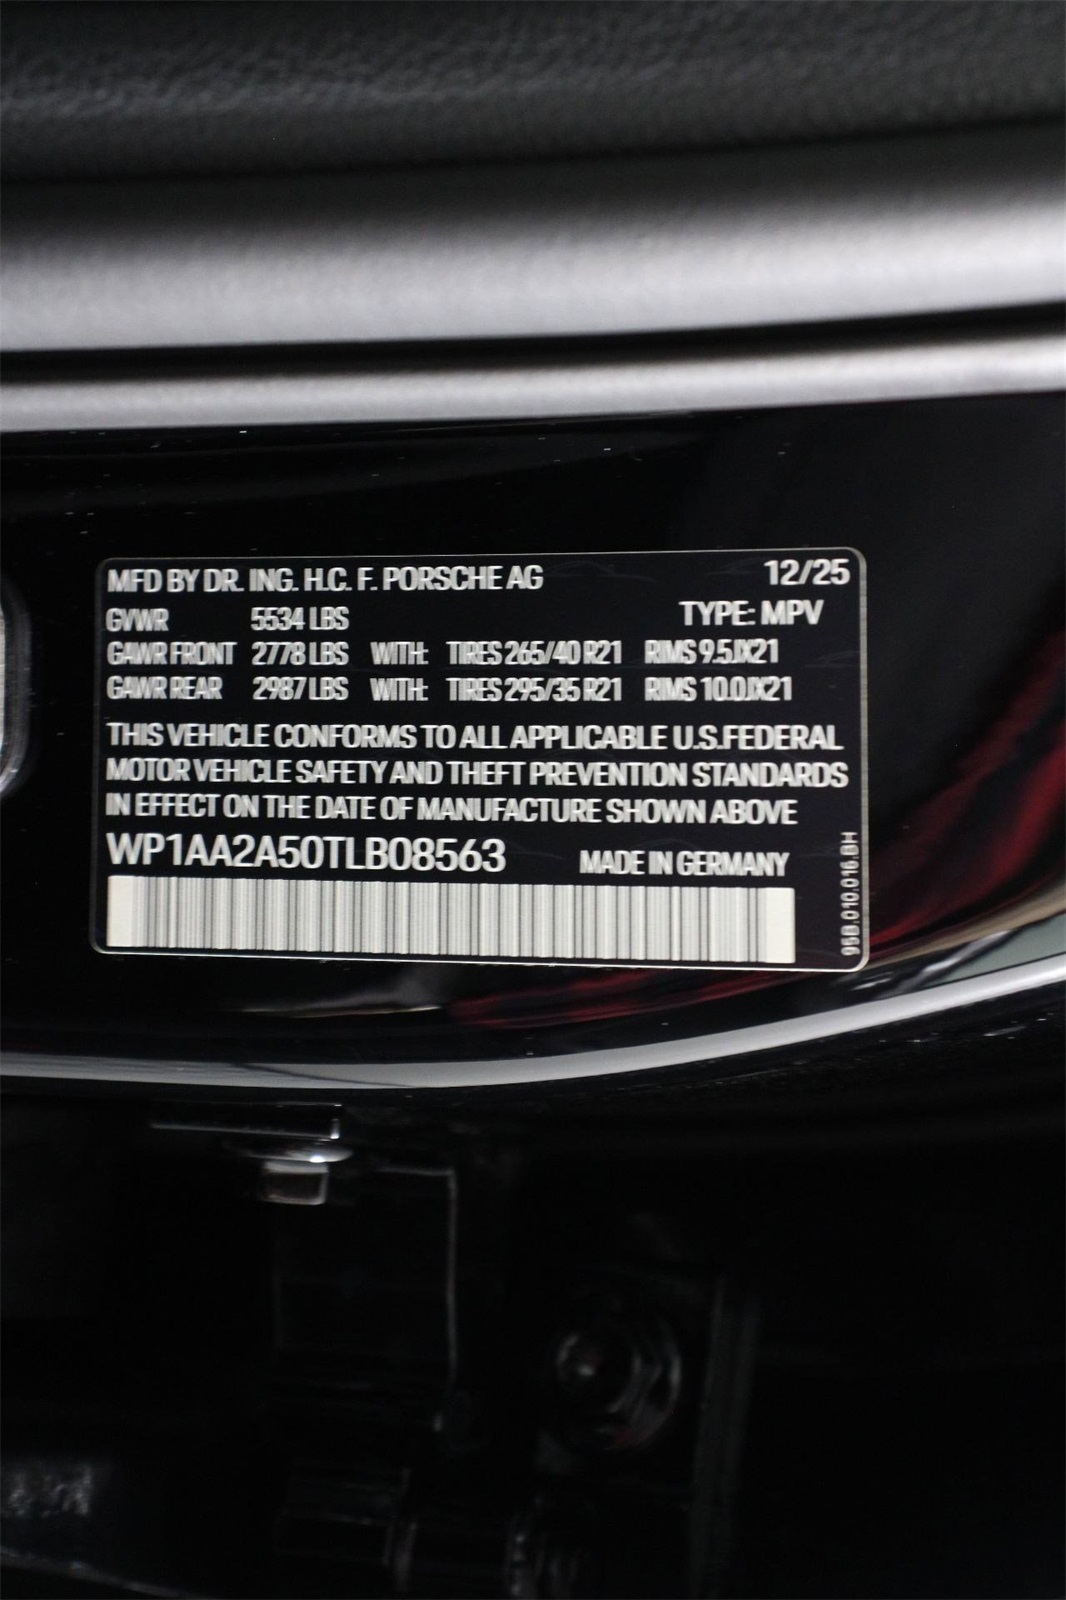 MFD BY DR. ING. H.C. F. PORSCHE AG 12/25
GVWR 5534 LBS TYPE: MPV
GAWR FRONT 2778 LBS WITH: TIRES 265/40 R21 RIMS 9.5JX21
GAWR REAR 2987 LBS WITH: TIRES 295/35 R21 RIMS 10.0JX21
THIS VEHICLE CONFORMS TO ALL APPLICABLE U.S.FEDERAL
MOTOR VEHICLE SAFETY AND THEFT PREVENTION STANDARDS
IN EFFECT ON THE DATE OF MANUFACTURE SHOWN ABOVE
WP1AA2A50TLB08563 MADE IN GERMANY
95B.010.016.BH